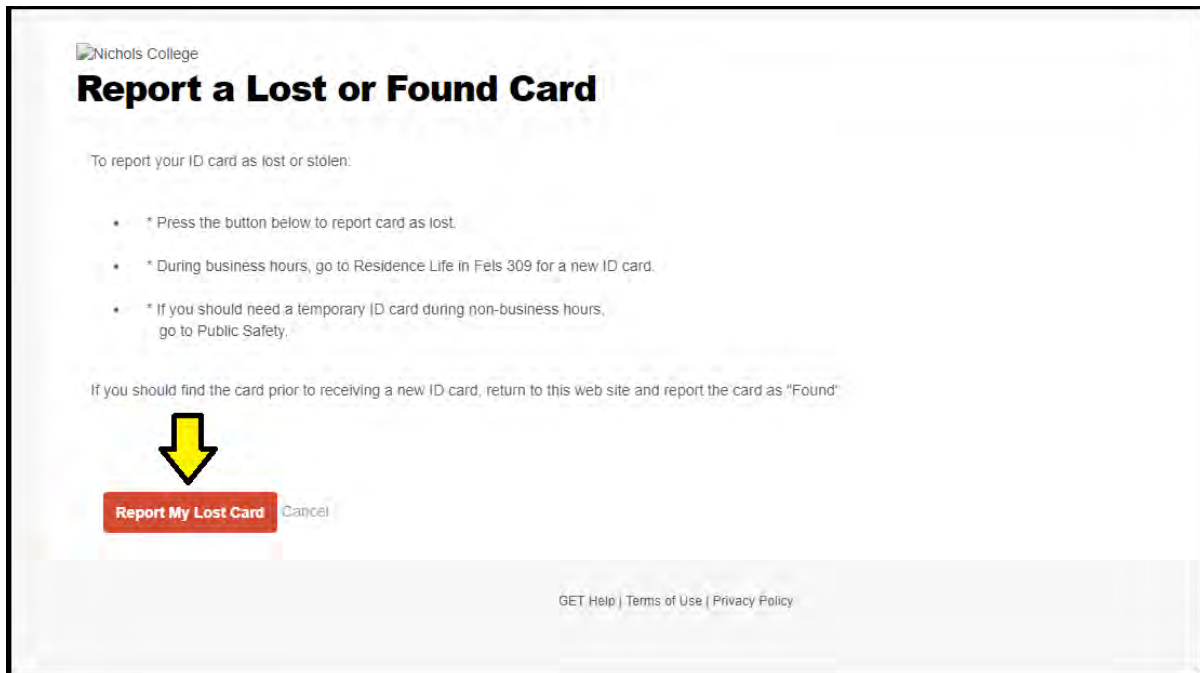 Nichols College
Report a Lost or Found Card
To report your ID card as lost or stolen:
* Press the button below to report card as lost.
* During business hours, go to Residence Life in Fels 309 for a new ID card.
* If you should need a temporary ID card during non-business hours,
go to Public Safety.
If you should find the card prior to receiving a new ID card, return to this web site and report the card as "Found"
Report My Lost Card Cancel
GET Help | Terms of Use | Privacy Policy